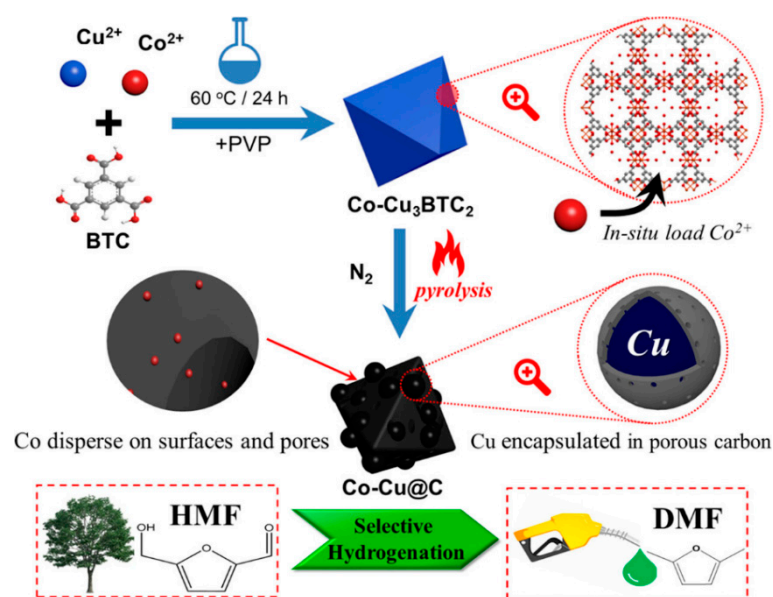 Cu²⁺ Co²⁺
60 °C / 24 h
+PVP
BTC
Co-Cu₃BTC₂
In-situ load Co²⁺
N₂
pyrolysis
Cu
Co disperse on surfaces and pores
Cu encapsulated in porous carbon
Co-Cu@C
OH
HMF
O
O
Selective
Hydrogenation
DMF
O